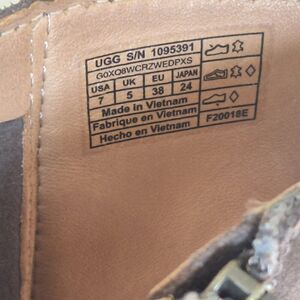 UGG S/N 1095391
G0XQ8WCRZWEDPXS
USA UK EU JAPAN
7 5 38 24
Made in Vietnam
Fabrique en Vietnam
Hecho en Vietnam
F20018E